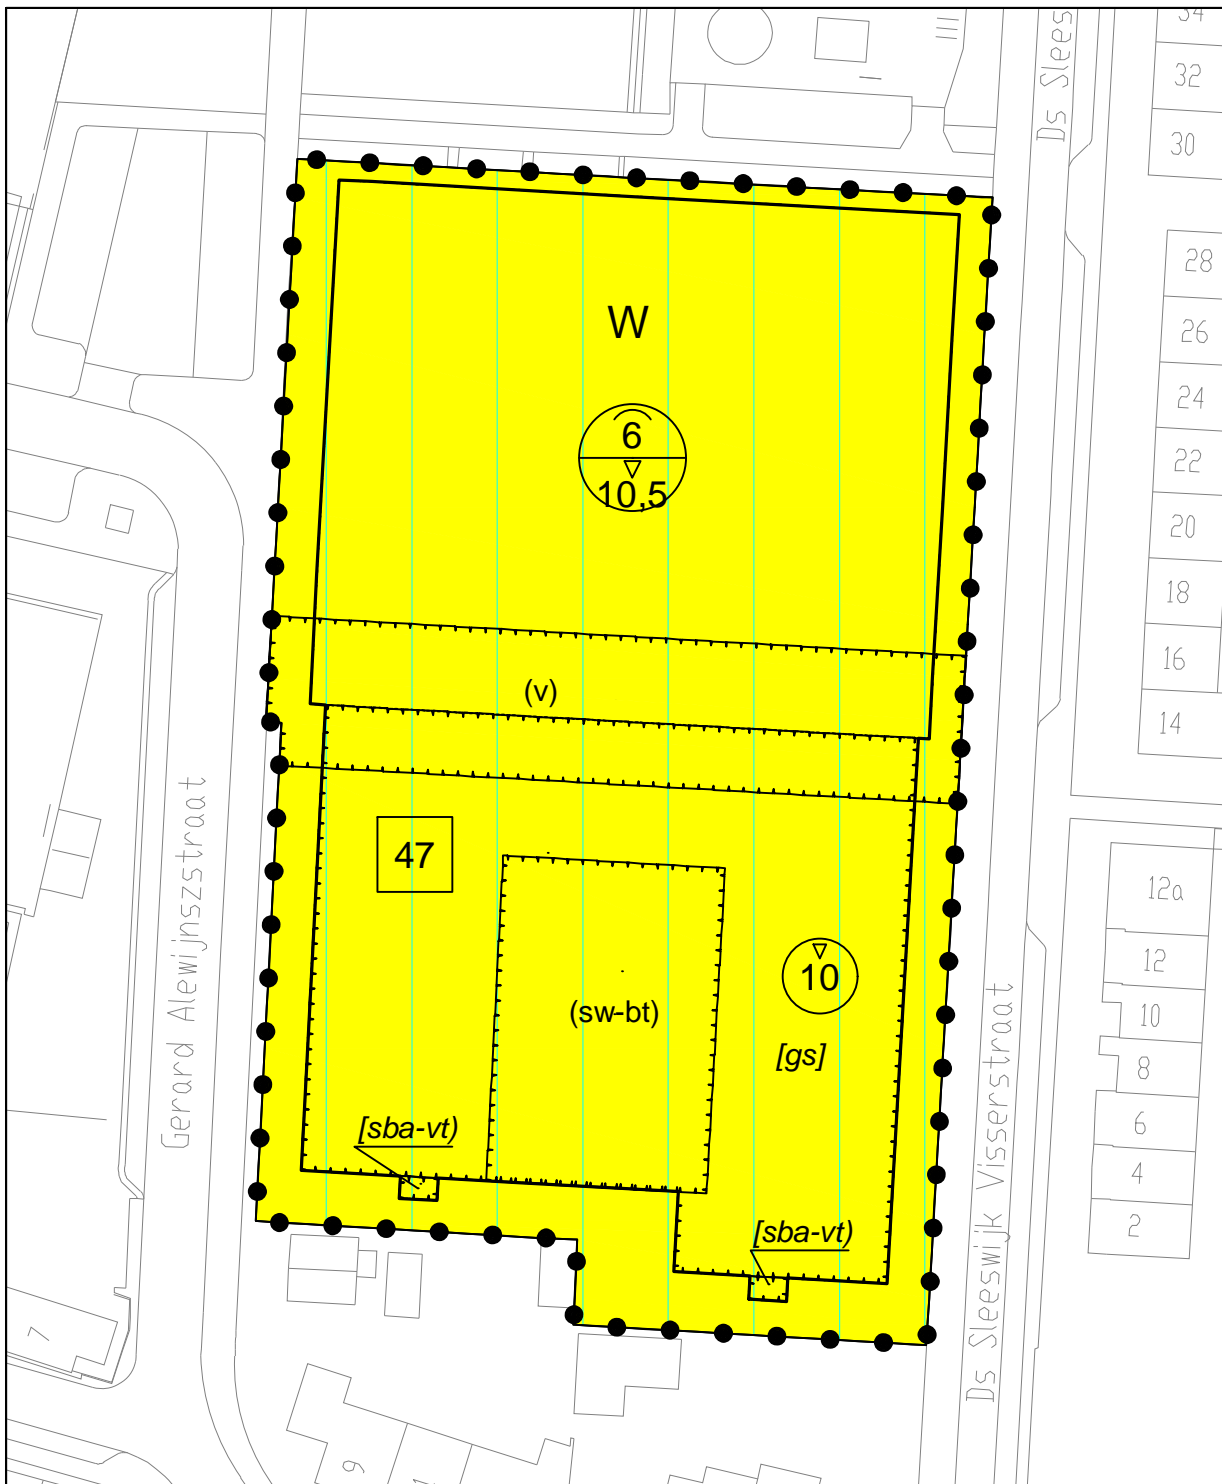 34
32
30
Ds Slees
28
26
24
22
20
18
16
14
W
6
10,5
(v)
47
10
(sw-bt)
[gs]
[sba-vt)
[sba-vt)
Gerard Alewijnszstraat
Ds Sleeswijk Visserstraat
12a
12
10
8
6
4
2
7
9